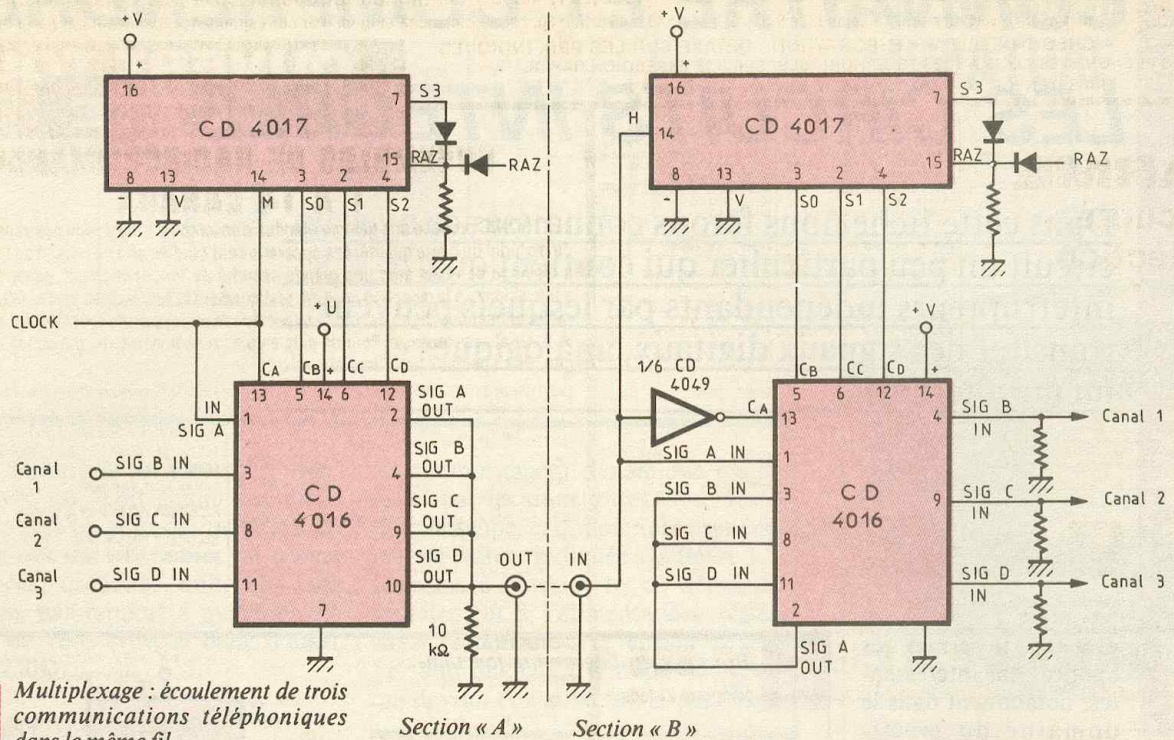 + V
+
16
7
S 3
CD 4017
15
RAZ
RAZ
8
13
14
3
2
4
V
M
S0
S1
S2
CLOCK
+ U
CA
CB
+
CC
CD
13
5
14
6
12
IN
SIG A
1
2
SIG A
OUT
Canal
1
SIG B IN
3
4
SIG B
OUT
Canal
2
SIG C IN
8
9
SIG C
OUT
Canal
3
SIG D IN
11
10
SIG D
OUT
CD
4016
7
10
kΩ
OUT
IN
+ V
+
16
7
S 3
H
14
CD 4017
15
RAZ
RAZ
8
13
3
2
4
-
V
S0
S1
S2
+ V
1/6 CD
4049
CA
CB
CC
CD
+
5
6
12
14
13
SIG A IN
1
SIG B IN
3
SIG C IN
8
SIG D IN
11
2
SIG A
OUT
CD
4016
4
SIG B
IN
Canal 1
9
SIG C
IN
Canal 2
SIG D
IN
Canal 3
Multiplexage : écoulement de trois
communications téléphoniques
dans le même fil
Section « A »
Section « B »